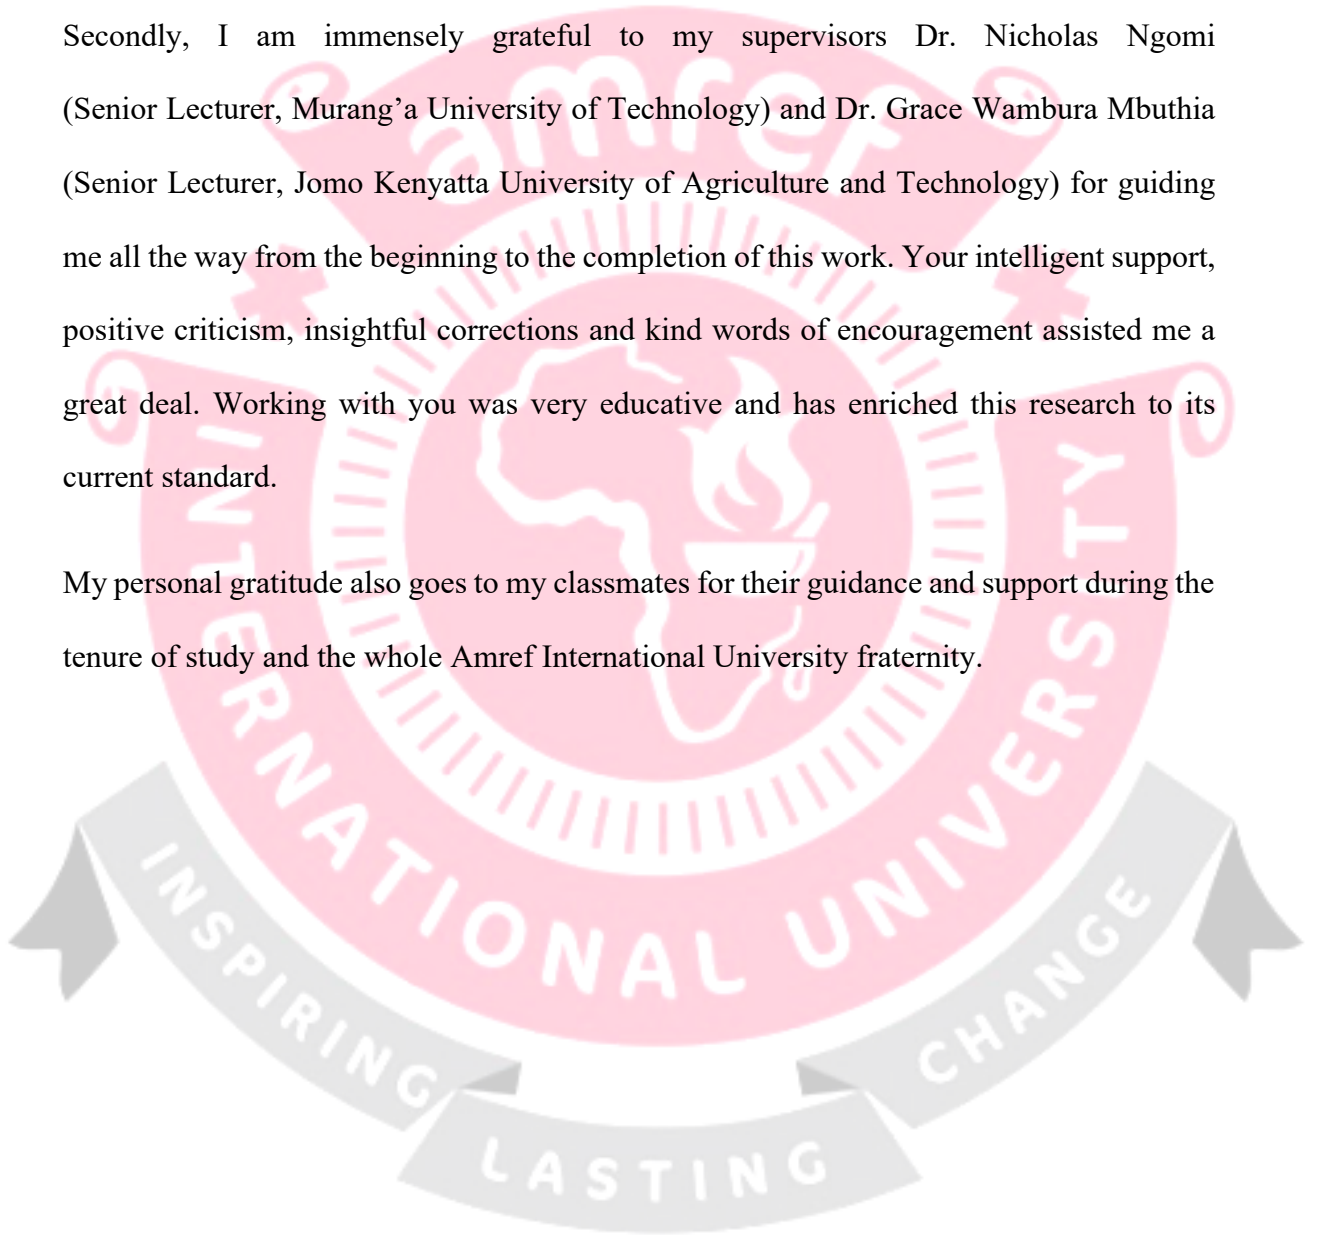 Secondly, I am immensely grateful to my supervisors Dr. Nicholas Ngomi
(Senior Lecturer, Murang’a University of Technology) and Dr. Grace Wambura Mbuthia
(Senior Lecturer, Jomo Kenyatta University of Agriculture and Technology) for guiding
me all the way from the beginning to the completion of this work. Your intelligent support,
positive criticism, insightful corrections and kind words of encouragement assisted me a
great deal. Working with you was very educative and has enriched this research to its
current standard.
My personal gratitude also goes to my classmates for their guidance and support during the
tenure of study and the whole Amref International University fraternity.
amref
INTERNATIONAL UNIVERSITY
INSPIRING
LASTING
CHANGE